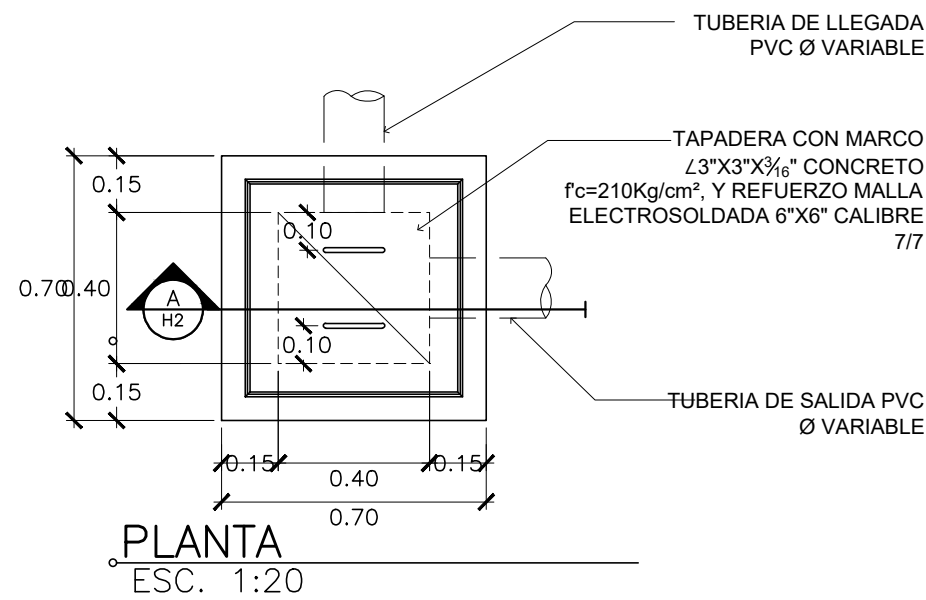 TUBERIA DE LLEGADA
PVC Ø VARIABLE
TAPADERA CON MARCO
∠3"X3"X3⁄16" CONCRETO
f'c=210Kg/cm², Y REFUERZO MALLA
ELECTROSOLDADA 6"X6" CALIBRE
7/7
0.15
0.10
0.70
0.40
A
H2
0.10
0.15
TUBERIA DE SALIDA PVC
Ø VARIABLE
0.15
0.40
0.15
0.70
PLANTA
ESC. 1:20